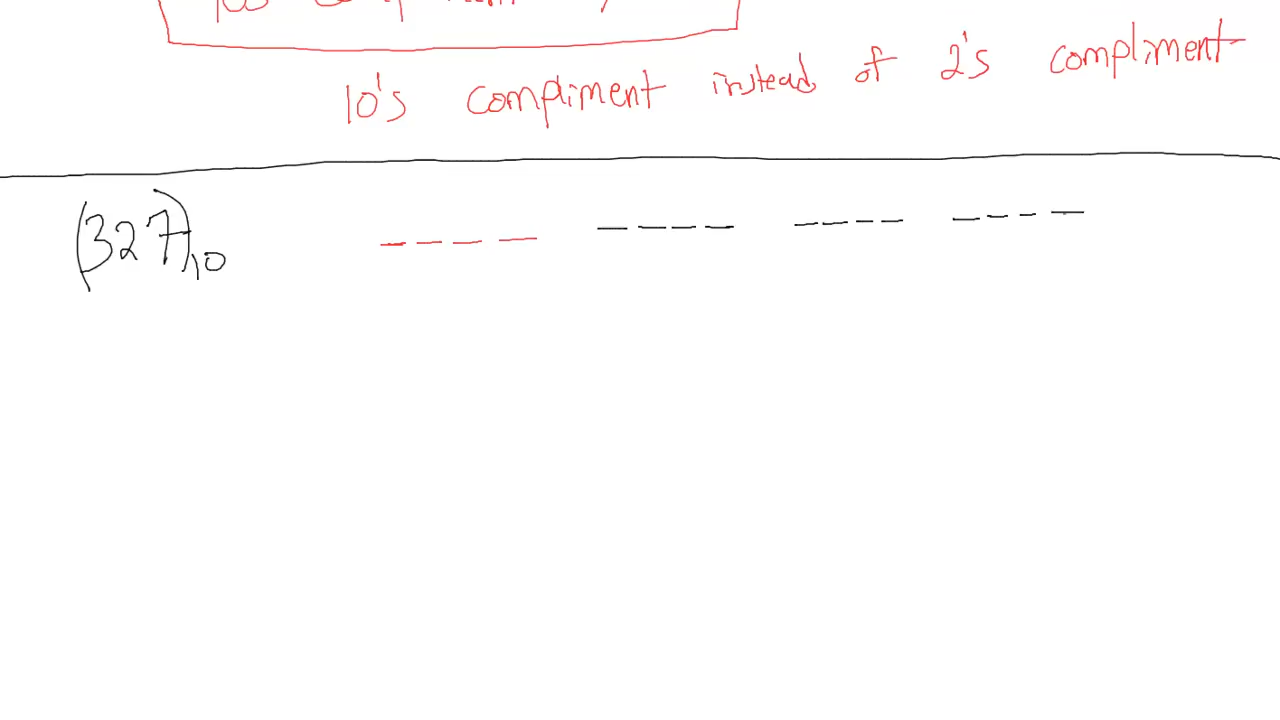 10's compliment instead of 2's compliment
(327)10 ---- ---- ---- ----